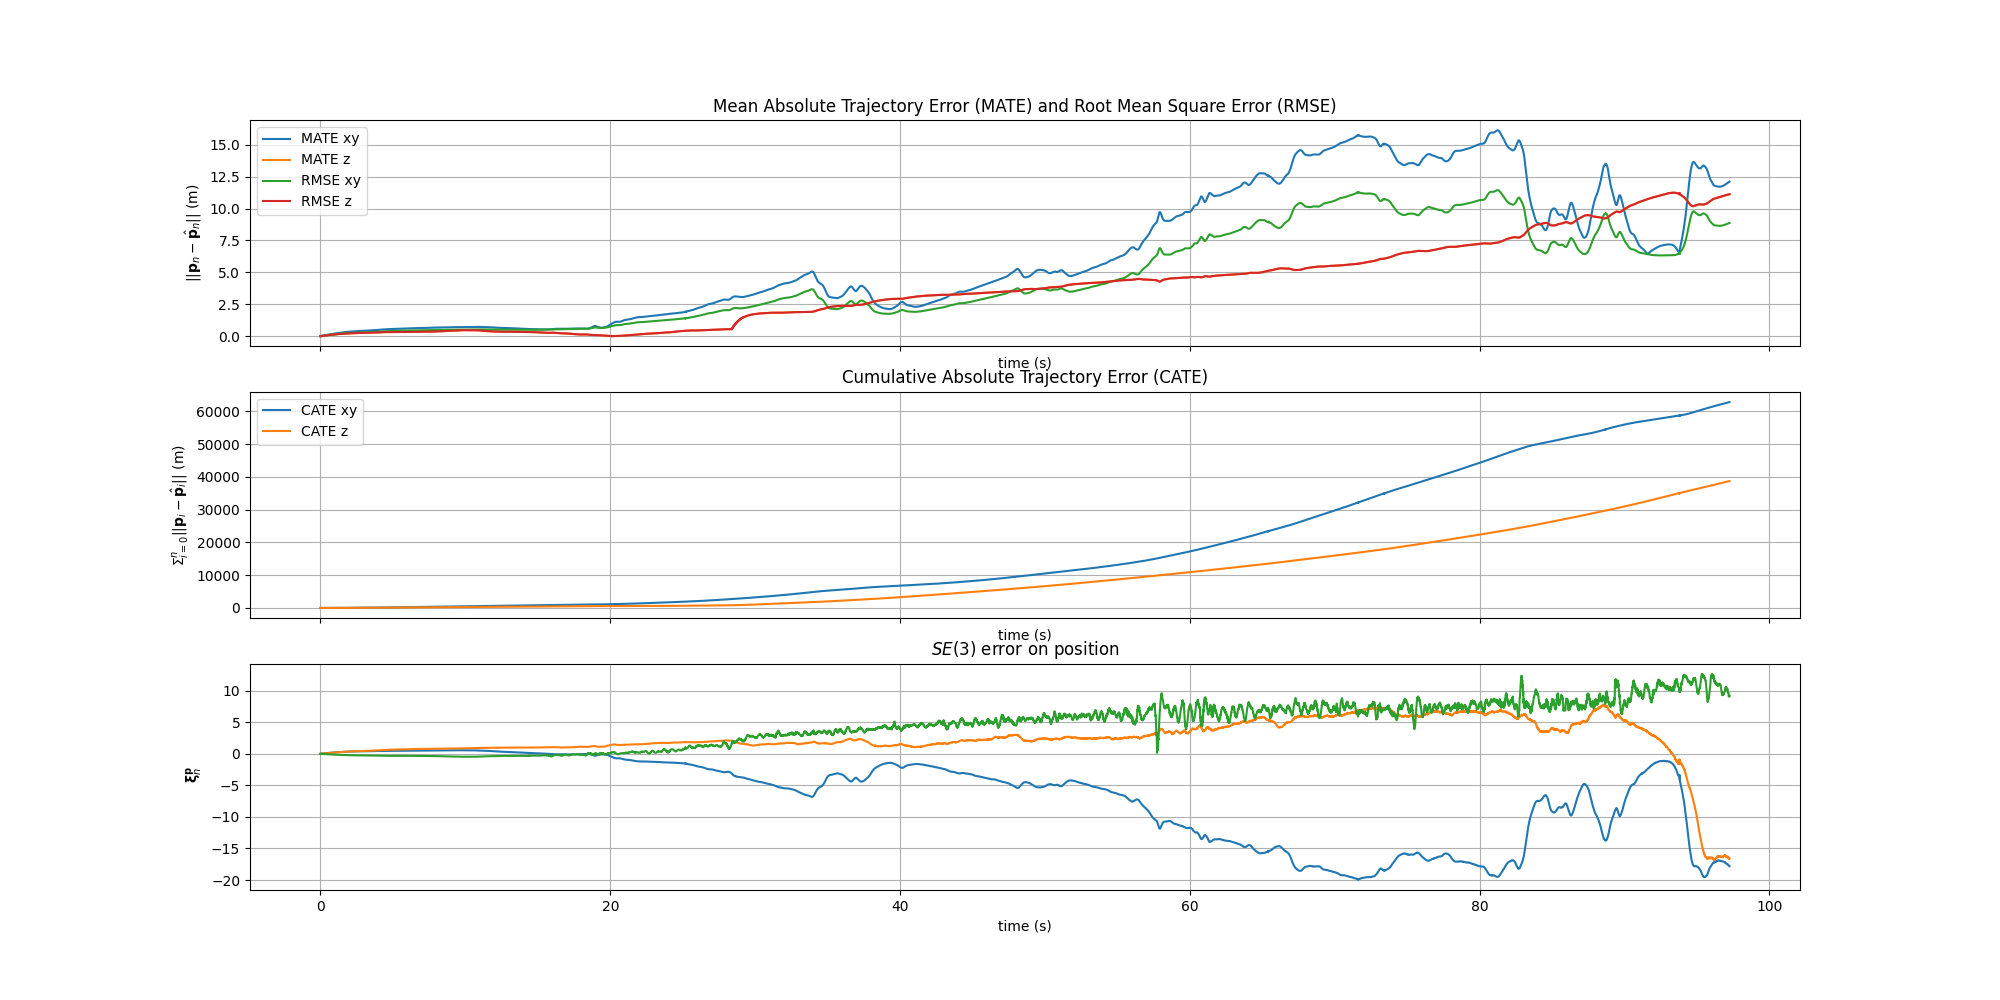 Mean Absolute Trajectory Error (MATE) and Root Mean Square Error (RMSE)
||𝐩ₙ − 𝐩̂ₙ|| (m)
15.0
12.5
10.0
7.5
5.0
2.5
0.0
MATE xy
MATE z
RMSE xy
RMSE z
time (s)
Cumulative Absolute Trajectory Error (CATE)
Σⁿᵢ₌₀||𝐩ᵢ − 𝐩̂ᵢ|| (m)
60000
50000
40000
30000
20000
10000
0
CATE xy
CATE z
time (s)
SE(3) error on position
𝛏ₙᵖ
10
5
0
−5
−10
−15
−20
0 20 40 60 80 100
time (s)